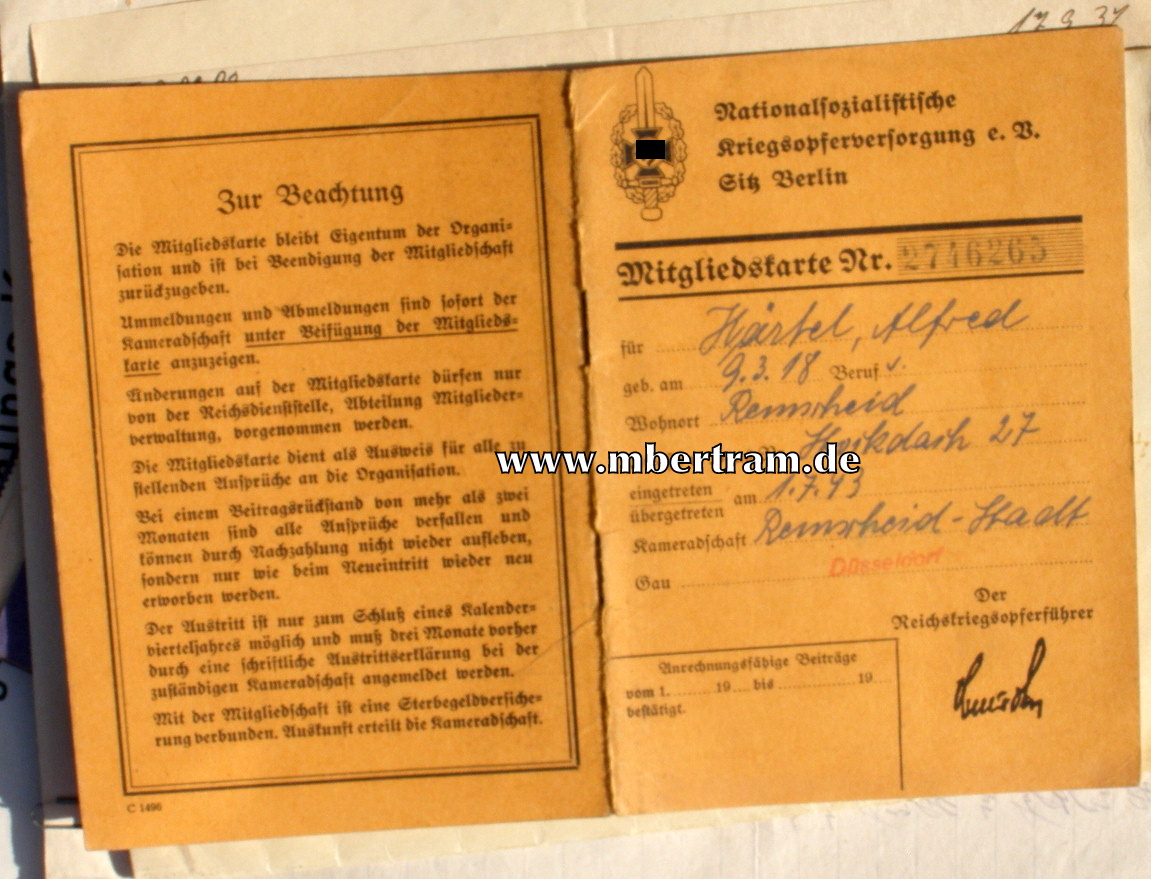 17.9.37
Zur Beachtung
Die Mitgliedskarte bleibt Eigentum der Organi=
sation und ist bei Beendigung der Mitgliedschaft
zurückzugeben.
Ummeldungen und Abmeldungen sind sofort der
Kameradschaft unter Beifügung der Mitglieds=
karte anzuzeigen.
Änderungen auf der Mitgliedskarte dürfen nur
von der Reichsdienststelle, Abteilung Mitglieder=
verwaltung, vorgenommen werden.
Die Mitgliedskarte dient als Ausweis für alle zu
stellenden Ansprüche an die Organisation.
Bei einem Beitragsrückstand von mehr als zwei
Monaten sind alle Ansprüche verfallen und
können durch Nachzahlung nicht wieder aufleben,
sondern nur wie beim Neueintritt wieder neu
erworben werden.
Der Austritt ist nur zum Schluß eines Kalender=
vierteljahres möglich und muß drei Monate vorher
durch eine schriftliche Austrittserklärung bei der
zuständigen Kameradschaft angemeldet werden.
Mit der Mitgliedschaft ist eine Sterbegeldversiche=
rung verbunden. Auskunft erteilt die Kameradschaft.
C 1496
Nationalsozialistische
Kriegsopferversorgung e. V.
Sitz Berlin
Mitgliedskarte Nr. 2746265
für Härtel, Alfred
geb. am 9.3.18 Beruf v.
Wohnort Remscheid
27
www.mbertram.de
eingetreten am 1.7.43
übergetreten
Kameradschaft Remscheid-Stadt
Gau Düsseldorf
Der
Reichskriegsopferführer
Anrechnungsfähige Beiträge
vom 1. 19 bis 19
bestätigt.